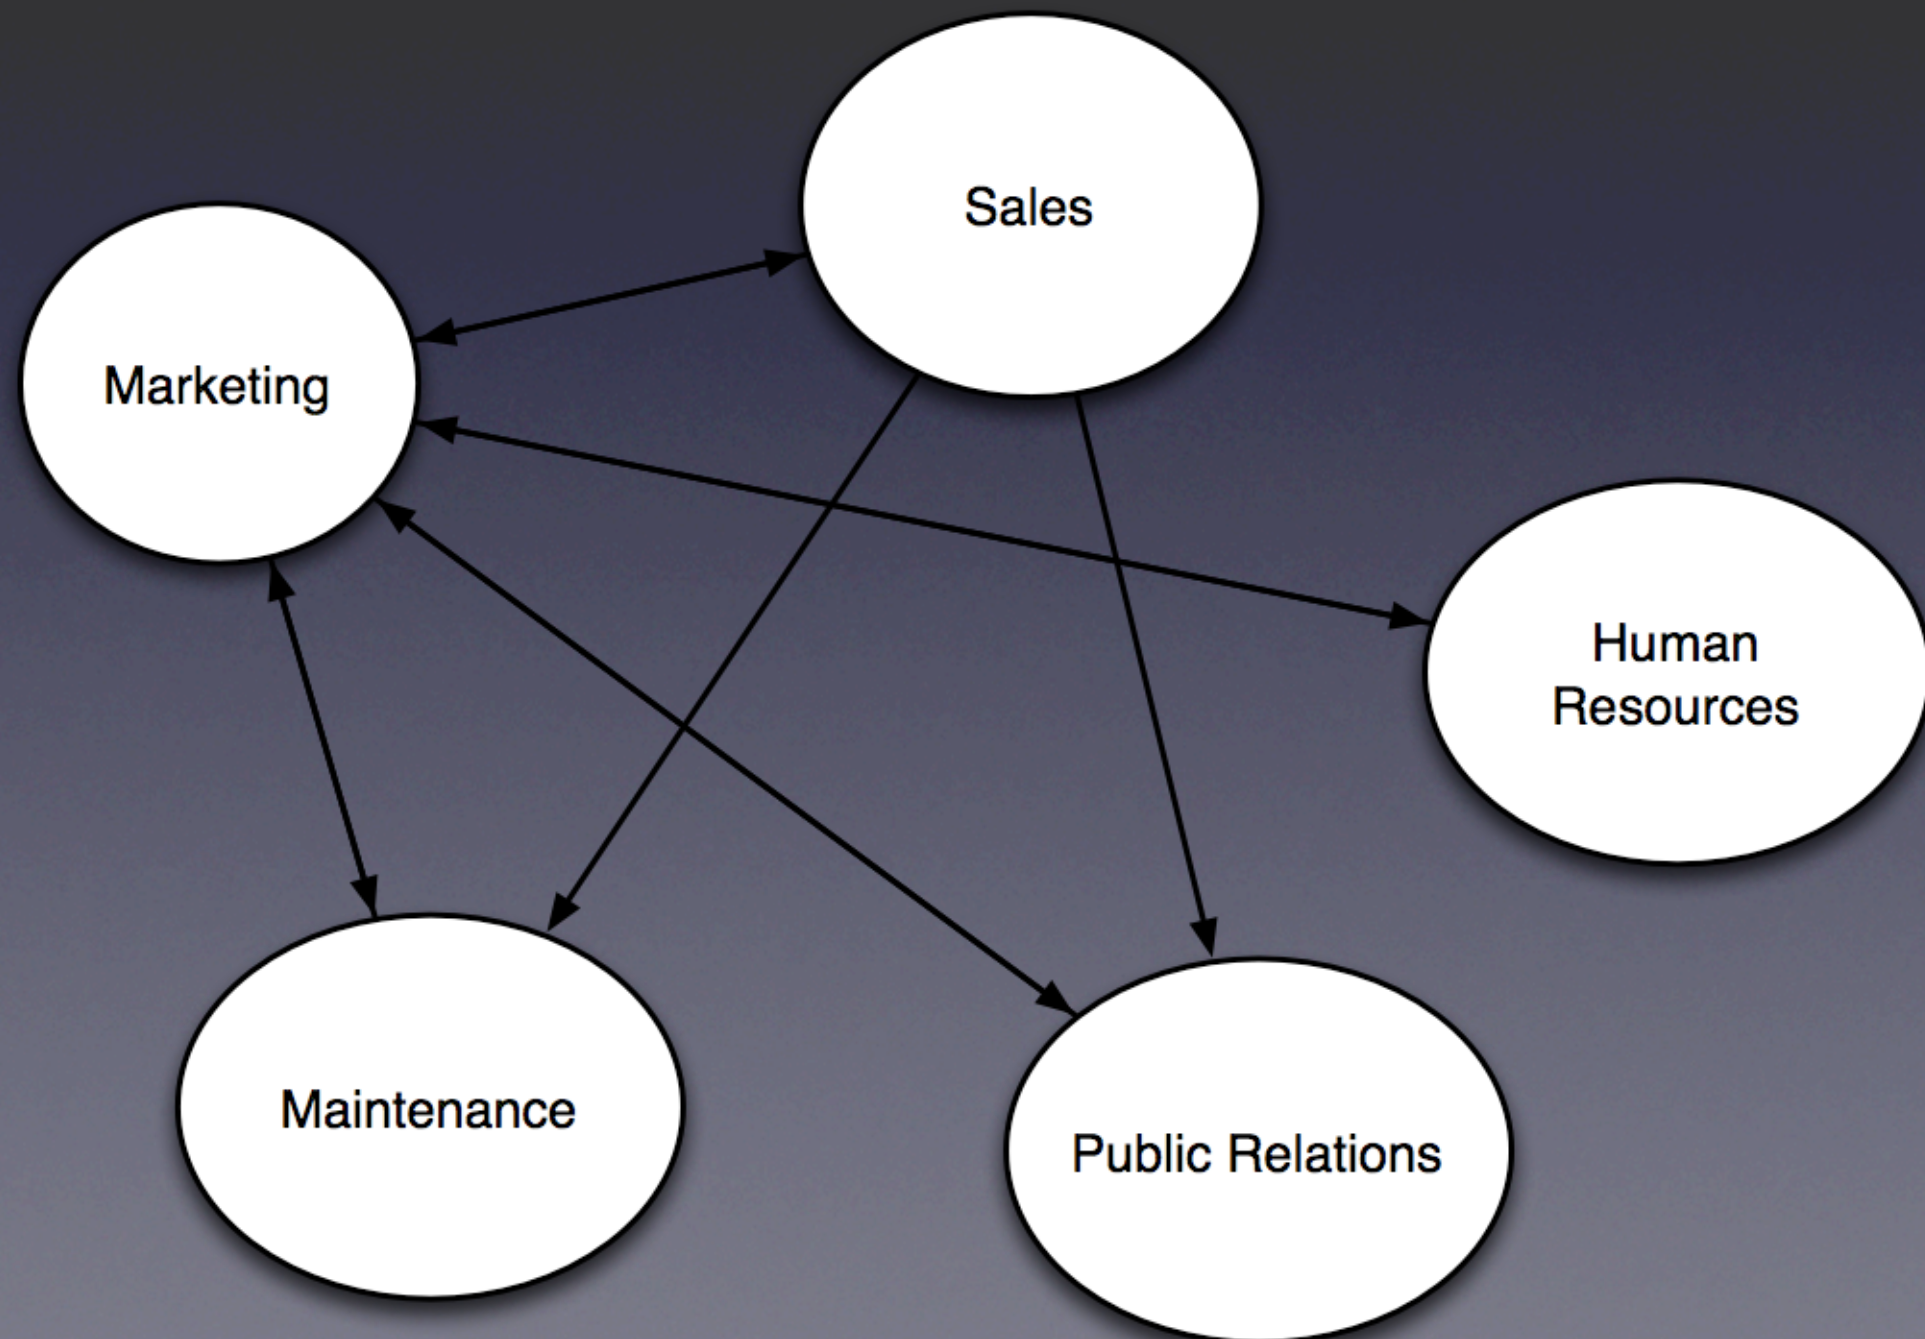 Sales
Marketing
Human
Resources
Maintenance
Public Relations